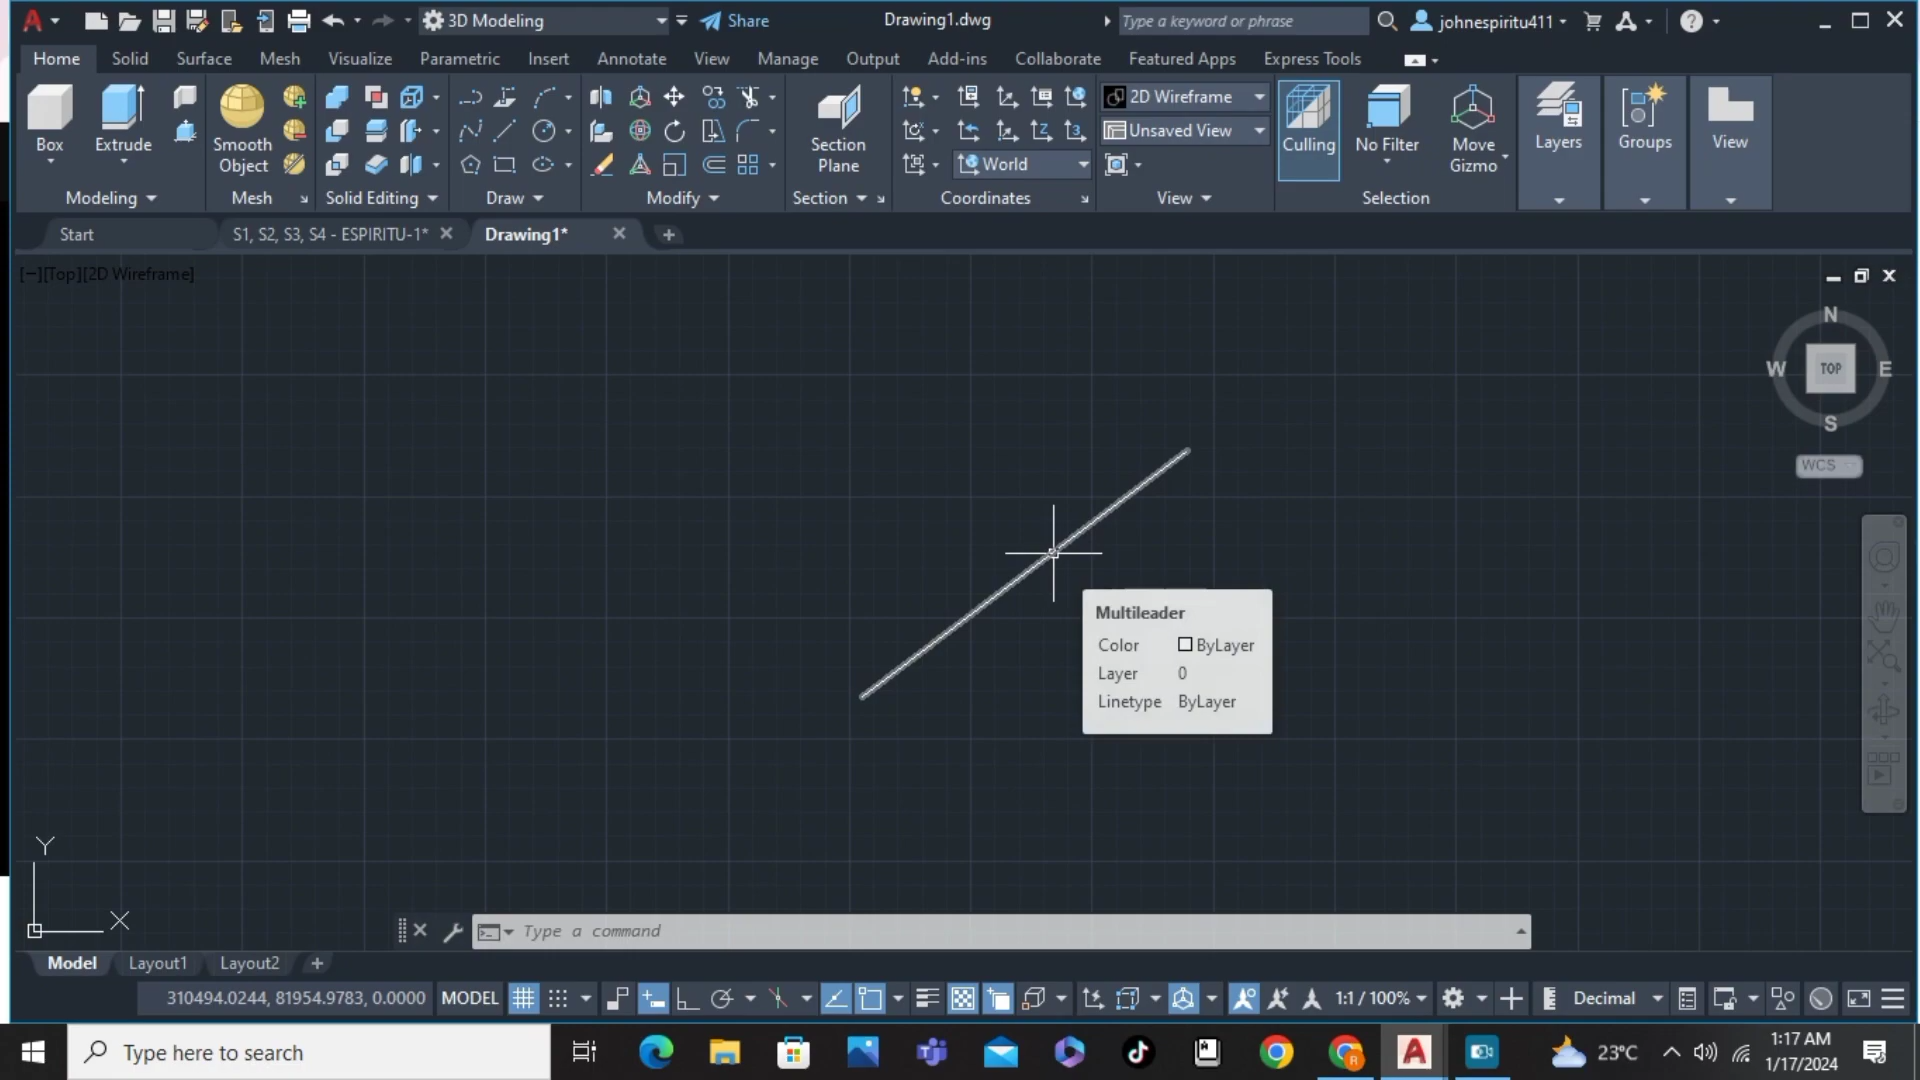 3D Modeling
Share
Drawing1.dwg
Type a keyword or phrase
johnespiritu411
Home
Solid
Surface
Mesh
Visualize
Parametric
Insert
Annotate
View
Manage
Output
Add-ins
Collaborate
Featured Apps
Express Tools
Box
Extrude
Smooth Object
Section Plane
2D Wireframe
Unsaved View
World
Culling
No Filter
Move Gizmo
Layers
Groups
View
Modeling
Mesh
Solid Editing
Draw
Modify
Section
Coordinates
View
Selection
Start
S1, S2, S3, S4 - ESPIRITU-1*
Drawing1*
[−][Top][2D Wireframe]
N
W
TOP
E
S
WCS
Multileader
Color ByLayer
Layer 0
Linetype ByLayer
Y
X
Type a command
Model
Layout1
Layout2
310494.0244, 81954.9783, 0.0000
MODEL
1:1 / 100%
Decimal
Type here to search
23°C
1:17 AM
1/17/2024